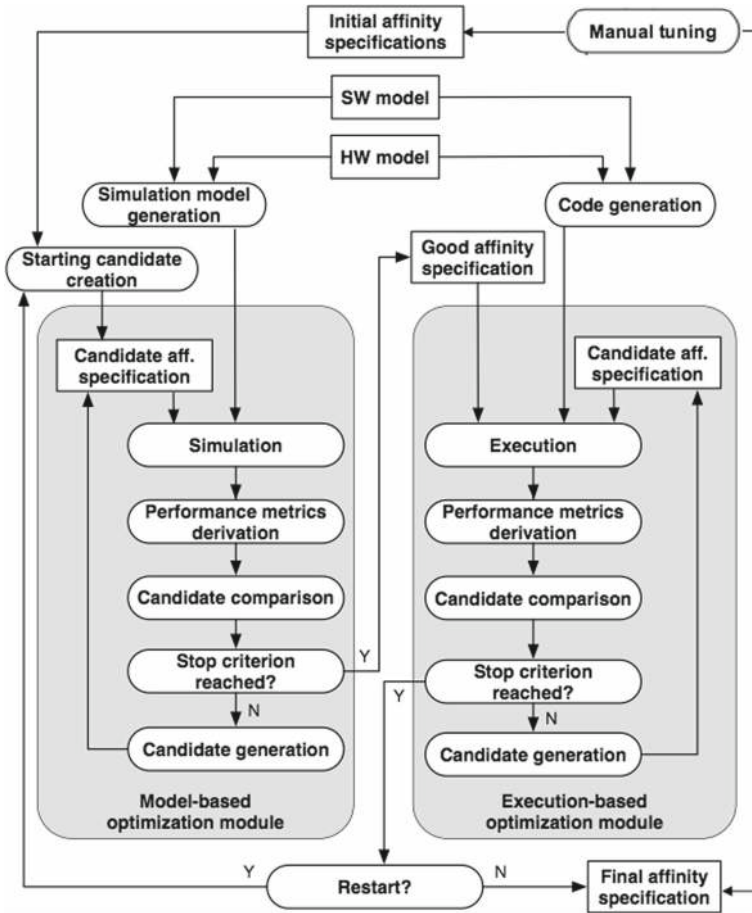 Initial affinity
specifications
Manual tuning
SW model
HW model
Simulation model
generation
Code generation
Starting candidate
creation
Good affinity
specification
Candidate aff.
specification
Candidate aff.
specification
Simulation
Execution
Performance metrics
derivation
Performance metrics
derivation
Candidate comparison
Candidate comparison
Stop criterion
reached?
Y
Stop criterion
reached?
Y
N
N
Candidate generation
Candidate generation
Model-based
optimization module
Execution-based
optimization module
Y
Restart?
N
Final affinity
specification